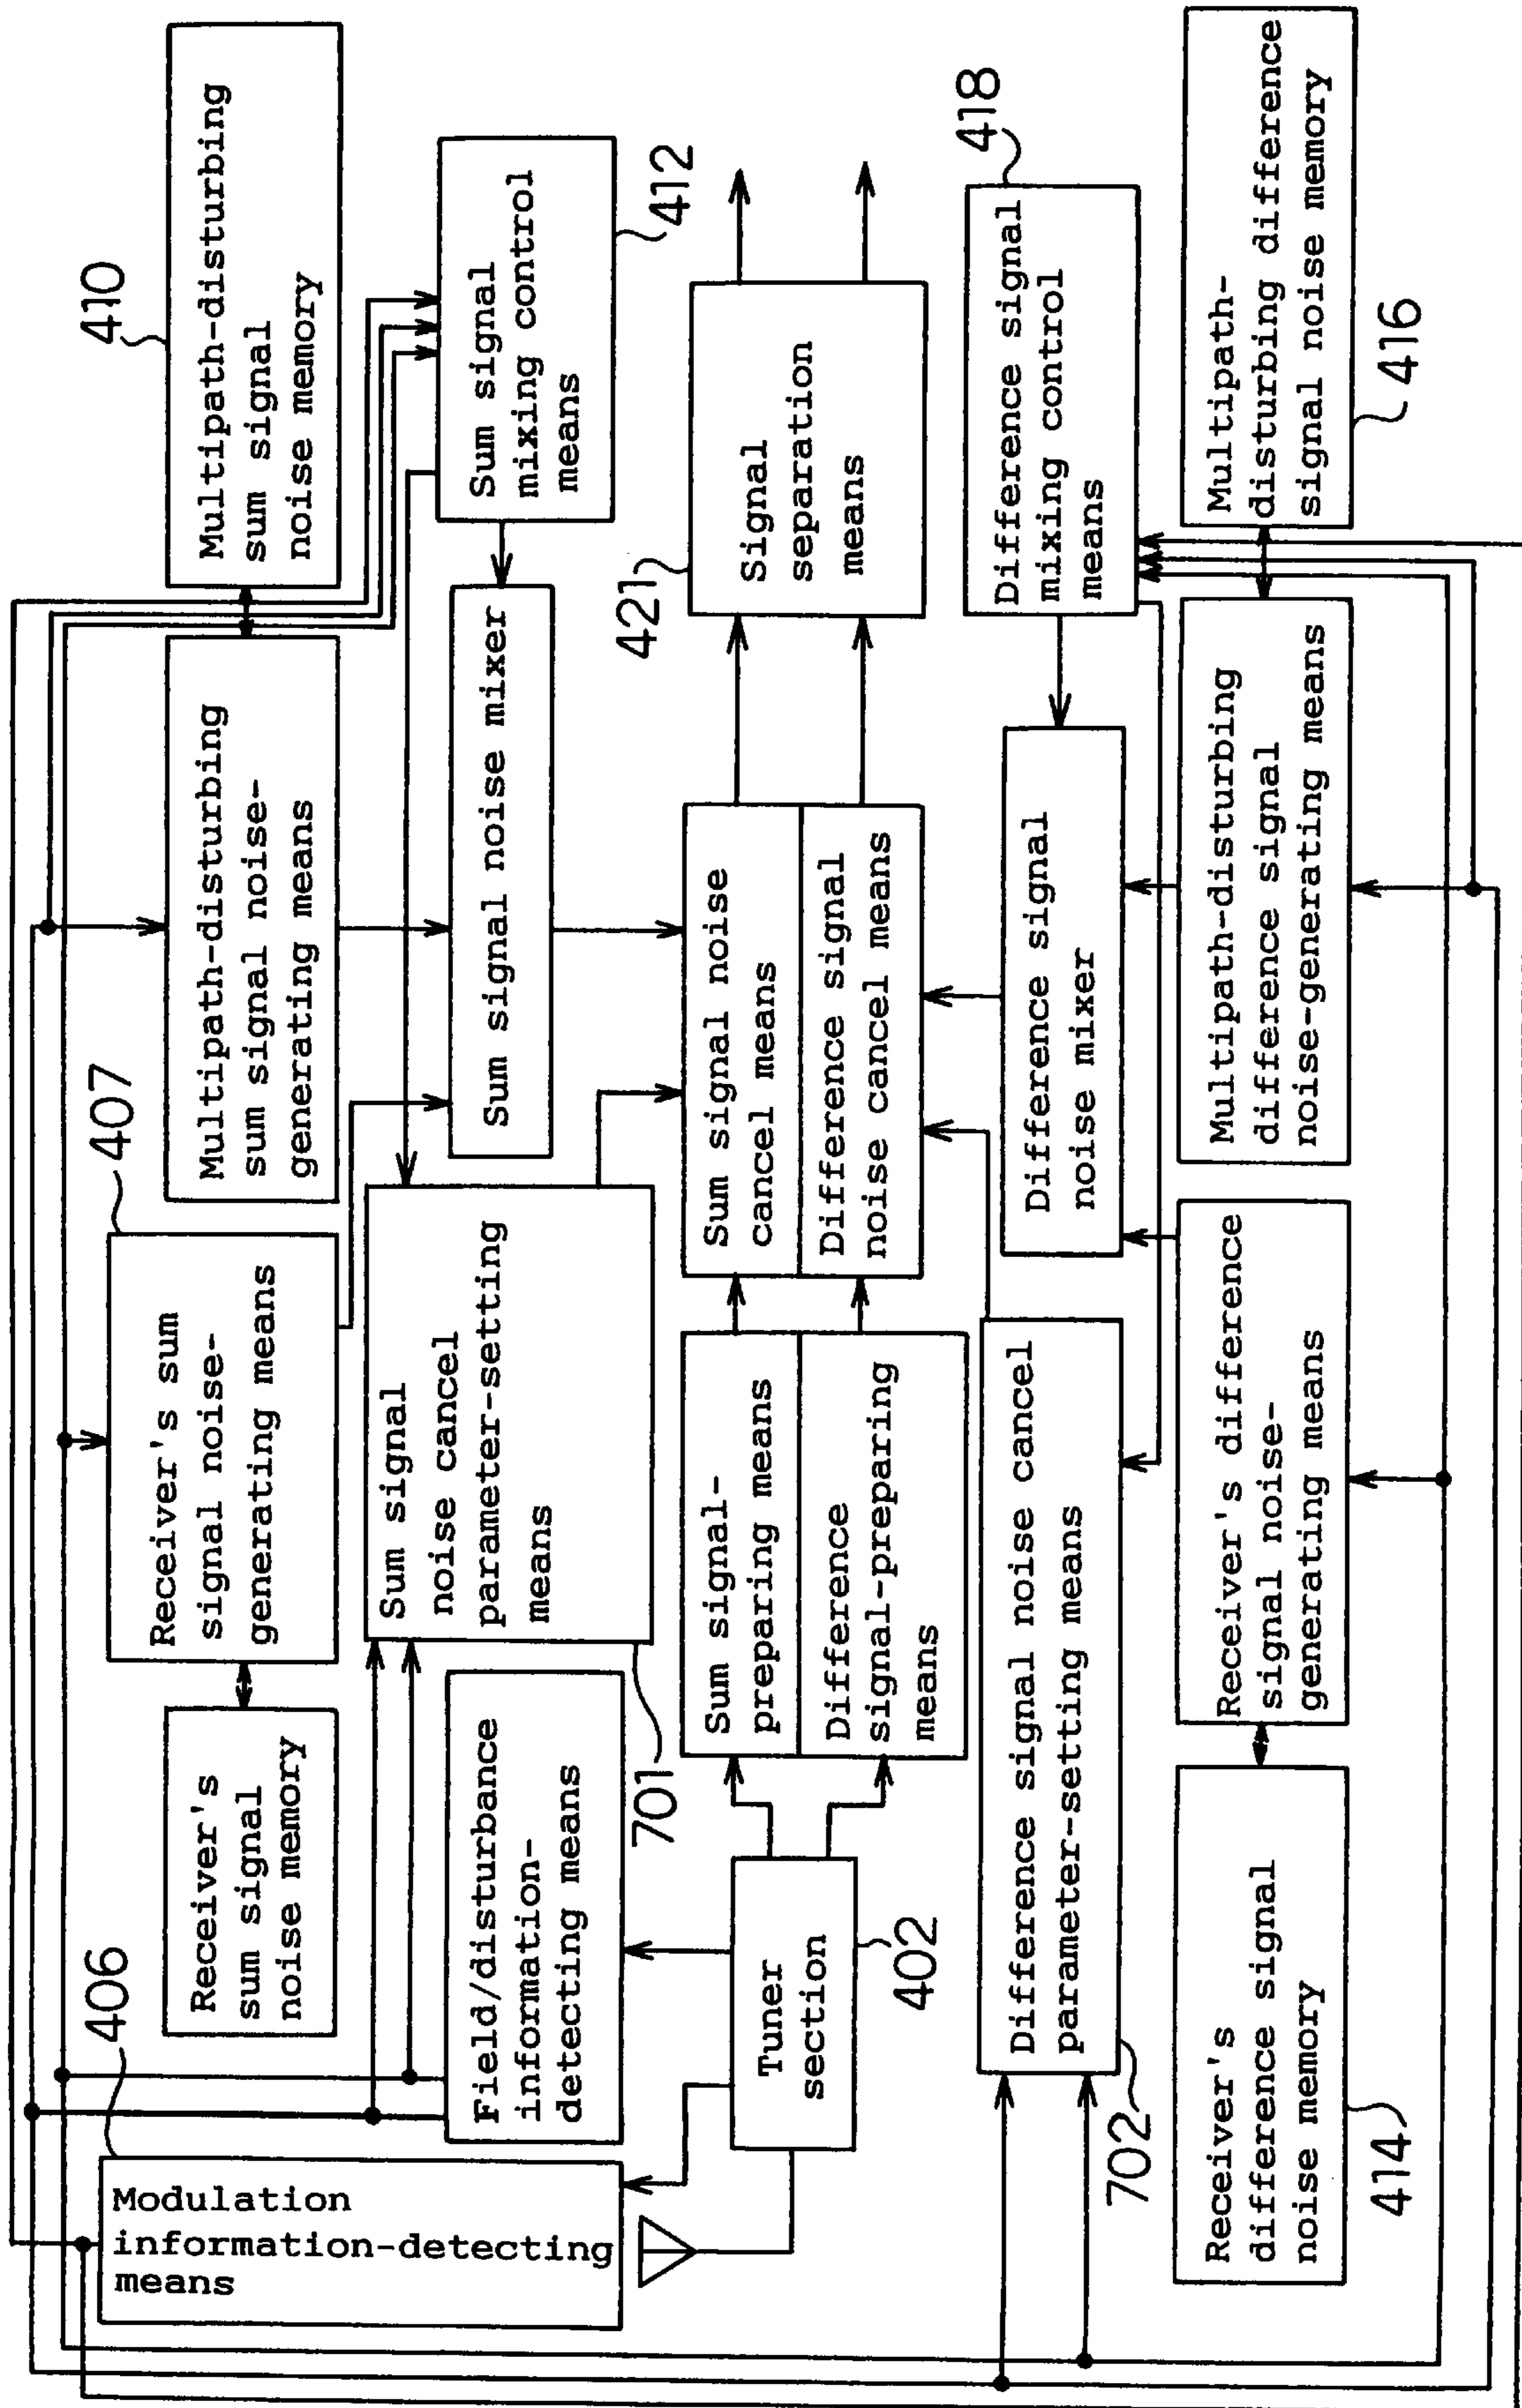 406
Modulation
information-detecting
means
Receiver's
sum signal
noise memory
407
Receiver's sum
signal noise-
generating means
Multipath-disturbing
sum signal noise-
generating means
410
Multipath-disturbing
sum signal
noise memory
Field/disturbance
information-
detecting means
701
Sum signal
noise cancel
parameter-setting
means
Sum signal noise mixer
Sum signal
mixing control
means
412
Tuner
section
402
Sum signal-
preparing means
Difference
signal-preparing
means
Sum signal noise
cancel means
Difference signal
noise cancel means
421
Signal
separation
means
702
Difference signal noise cancel
parameter-setting means
Difference signal
noise mixer
Difference signal
mixing control
means
418
Receiver's
difference signal
noise memory
414
Receiver's difference
signal noise-
generating means
Multipath-disturbing
difference signal
noise-generating means
Multipath-
disturbing difference
signal noise memory
416